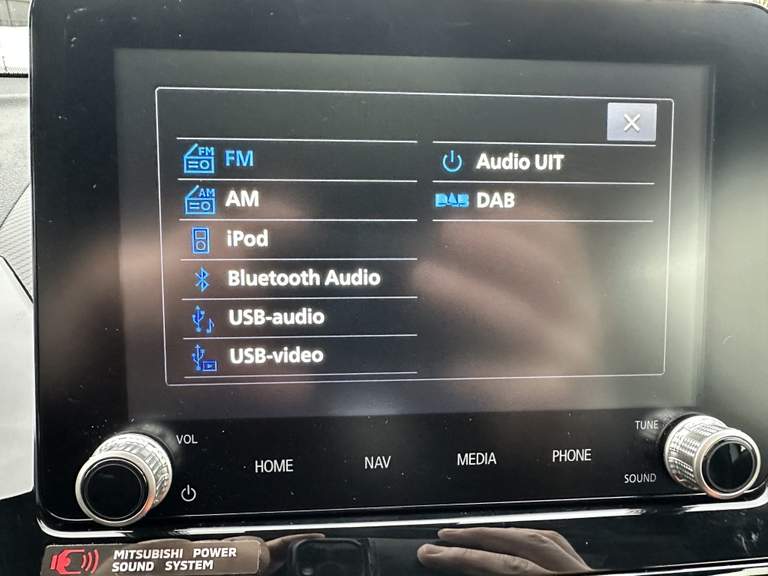 FM
AM
iPod
Bluetooth Audio
USB-audio
USB-video
Audio UIT
DAB DAB
VOL
HOME
NAV
MEDIA
PHONE
TUNE
SOUND
MITSUBISHI POWER
SOUND SYSTEM